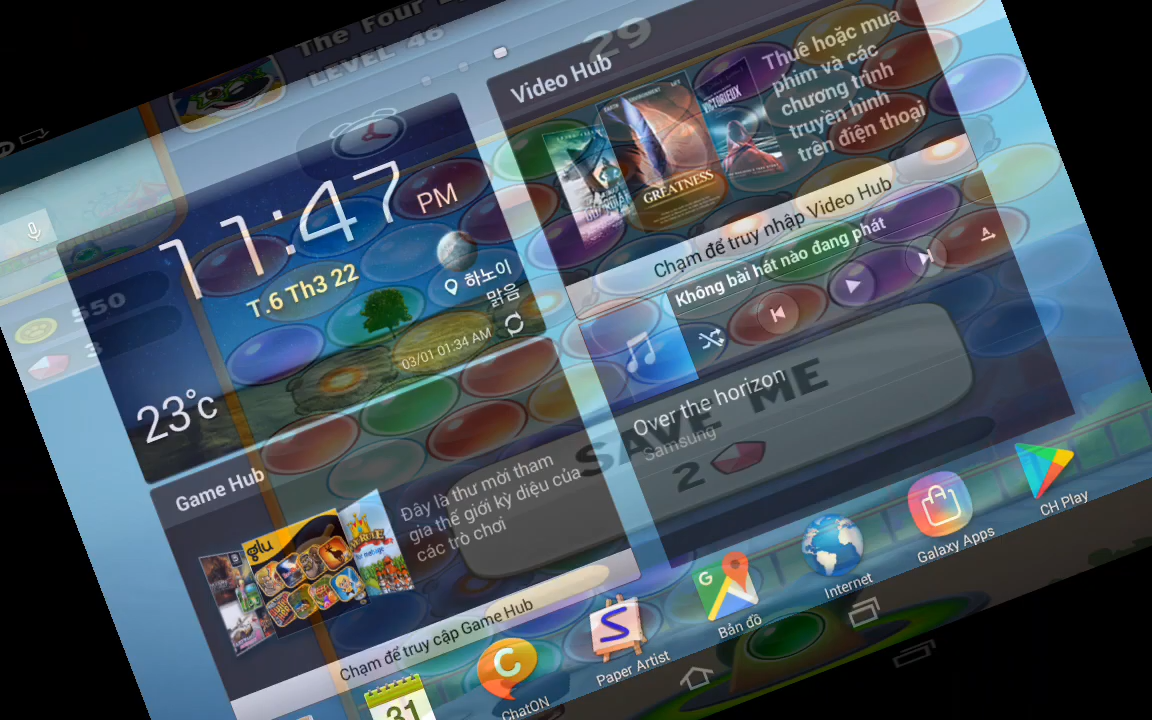 LEVEL 46
29
550
3
11:47 PM
T.6 Th3 22
하노이
맑음
03/01 01:34 AM
23°c
Video Hub
GREATNESS
VICTORIEUX
Thuê hoặc mua
phim và các
chương trình
truyền hình
trên điện thoại
Chạm để truy nhập Video Hub
Không bài hát nào đang phát
Over the horizon
Samsung
SAVE ME
2
Game Hub
glu
Đây là thư mời tham
gia thế giới kỳ diệu của
các trò chơi
Chạm để truy cập Game Hub
31
ChatON
Paper Artist
Bản đồ
Internet
Galaxy Apps
CH Play